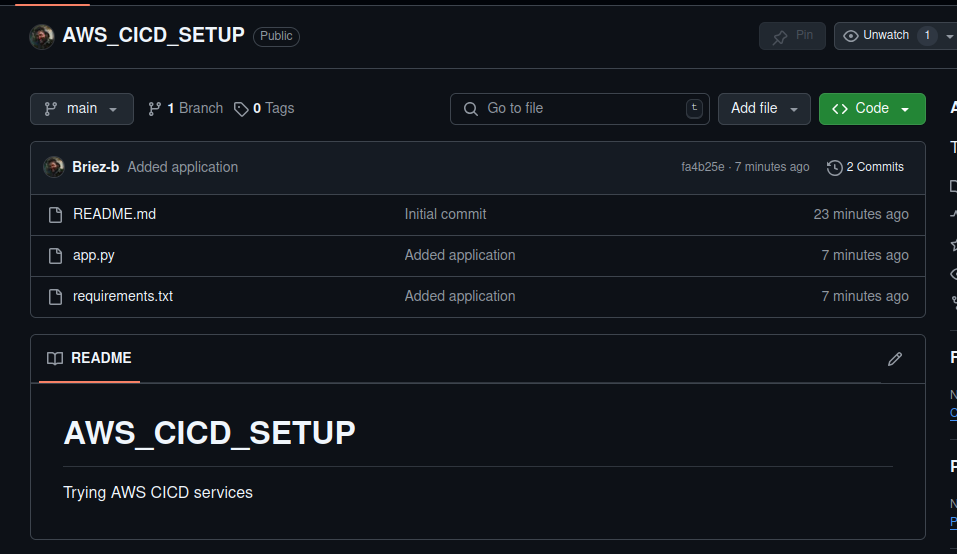 AWS_CICD_SETUP Public Pin Unwatch 1
main 1 Branch 0 Tags Go to file t Add file Code
Briez-b Added application fa4b25e · 7 minutes ago 2 Commits
README.md Initial commit 23 minutes ago
app.py Added application 7 minutes ago
requirements.txt Added application 7 minutes ago
README
AWS_CICD_SETUP
Trying AWS CICD services